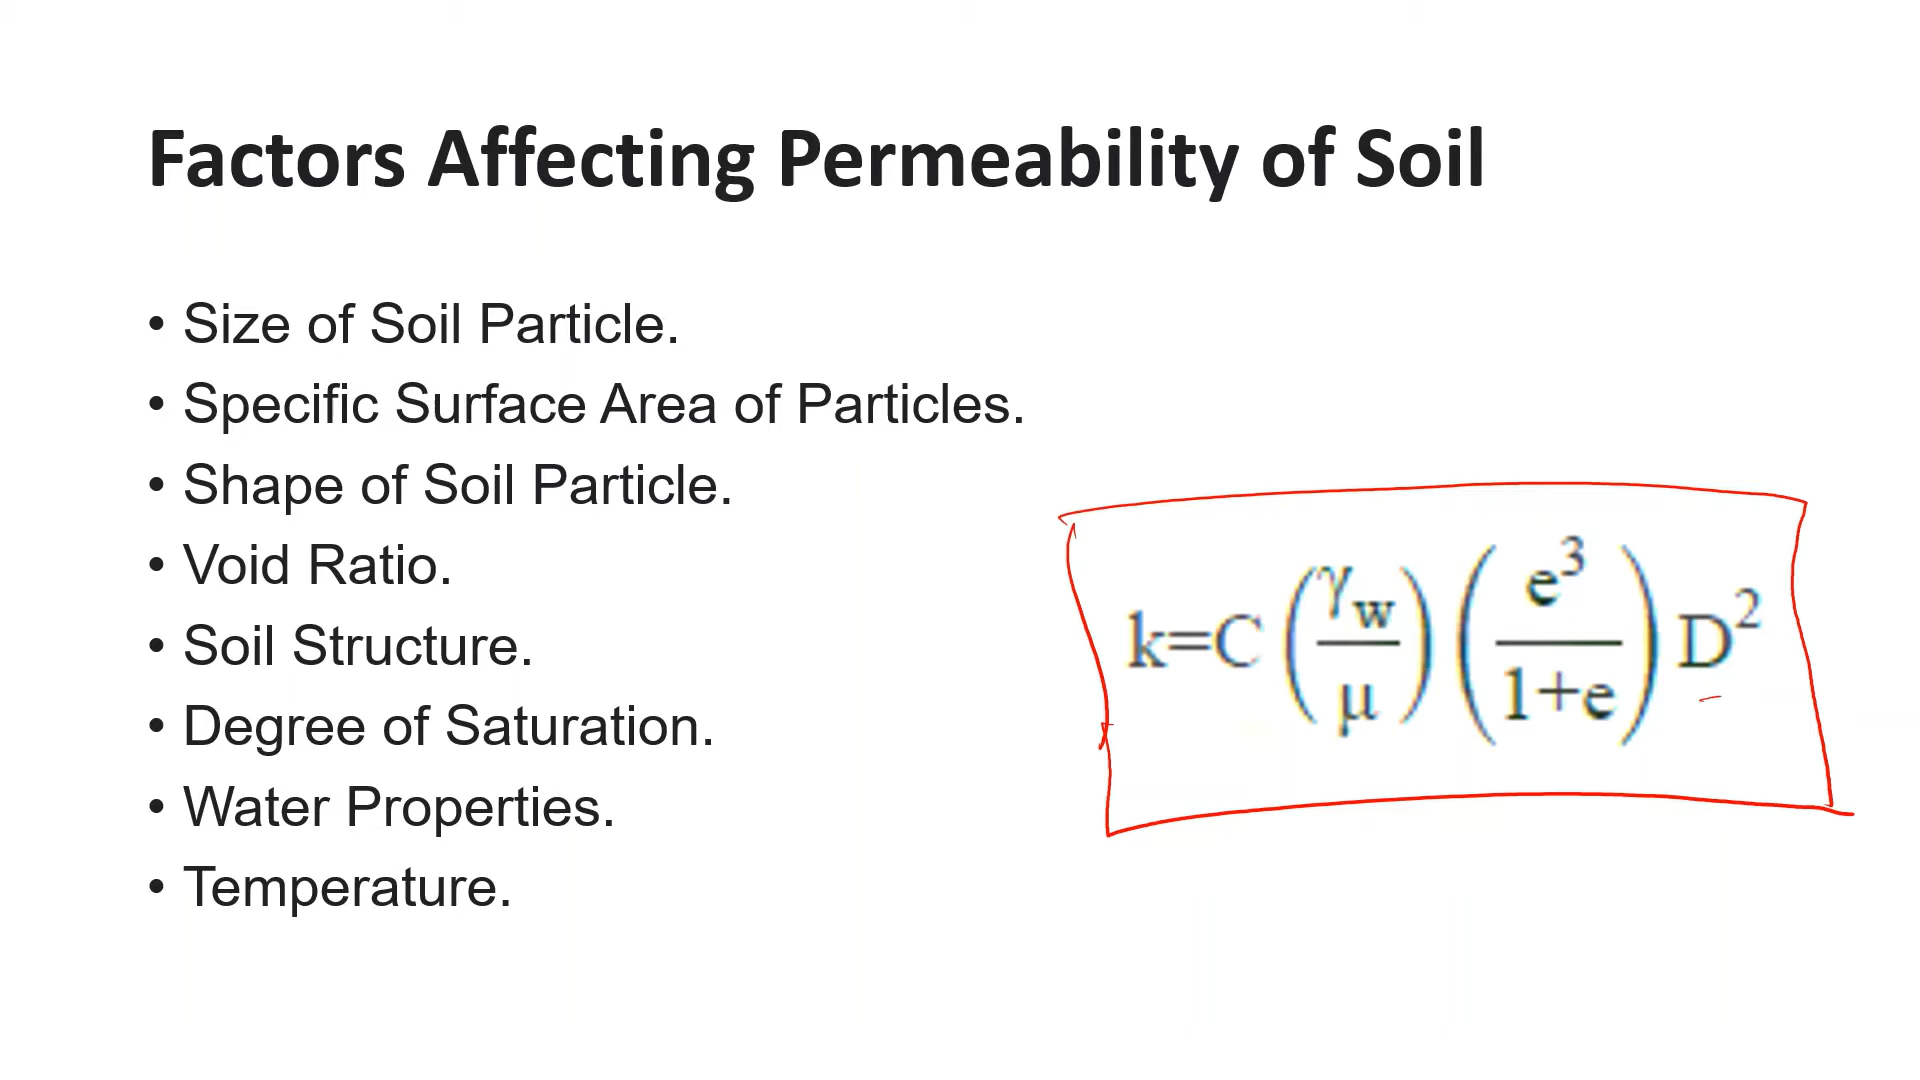 Factors Affecting Permeability of Soil
• Size of Soil Particle.
• Specific Surface Area of Particles.
• Shape of Soil Particle.
• Void Ratio.
• Soil Structure.
• Degree of Saturation.
• Water Properties.
• Temperature.
k=C (γw/μ) (e³/1+e) D²